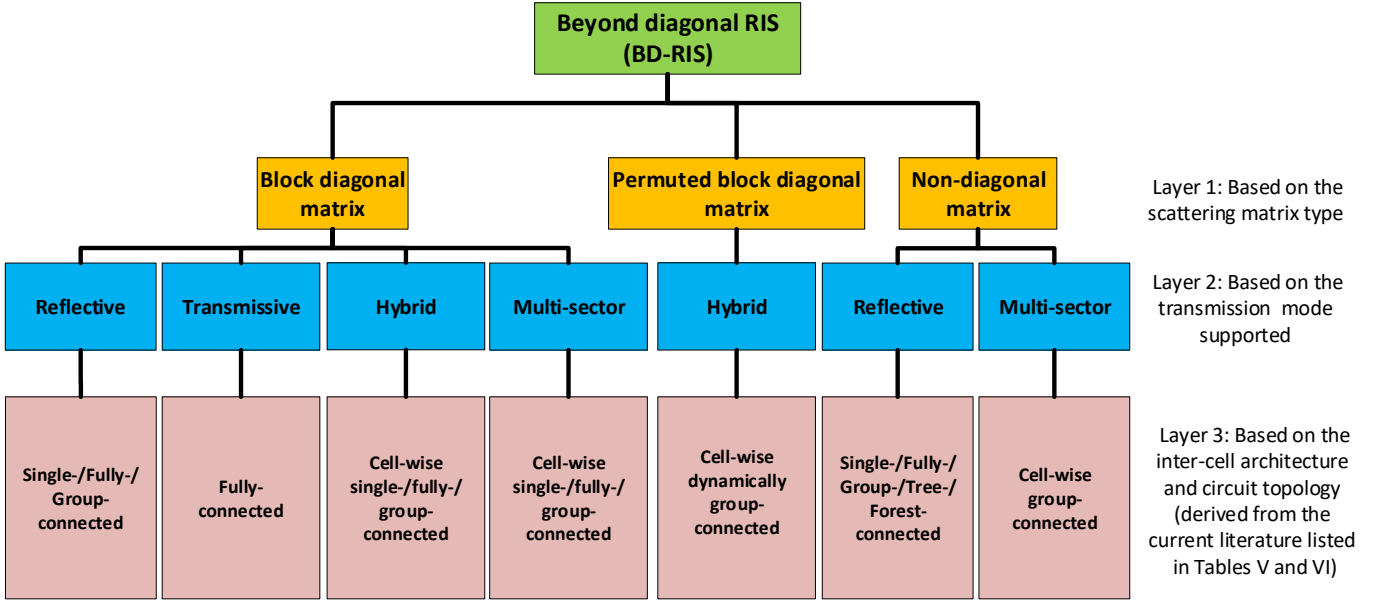 Beyond diagonal RIS
(BD-RIS)
Block diagonal
matrix
Permuted block diagonal
matrix
Non-diagonal
matrix
Layer 1: Based on the
scattering matrix type
Reflective
Transmissive
Hybrid
Multi-sector
Hybrid
Reflective
Multi-sector
Layer 2: Based on the
transmission mode
supported
Single-/Fully-/
Group-
connected
Fully-
connected
Cell-wise
single-/fully-/
group-
connected
Cell-wise
single-/fully-/
group-
connected
Cell-wise
dynamically
group-
connected
Single-/Fully-/
Group-/Tree-/
Forest-
connected
Cell-wise
group-
connected
Layer 3: Based on the
inter-cell architecture
and circuit topology
(derived from the
current literature listed
in Tables V and VI)